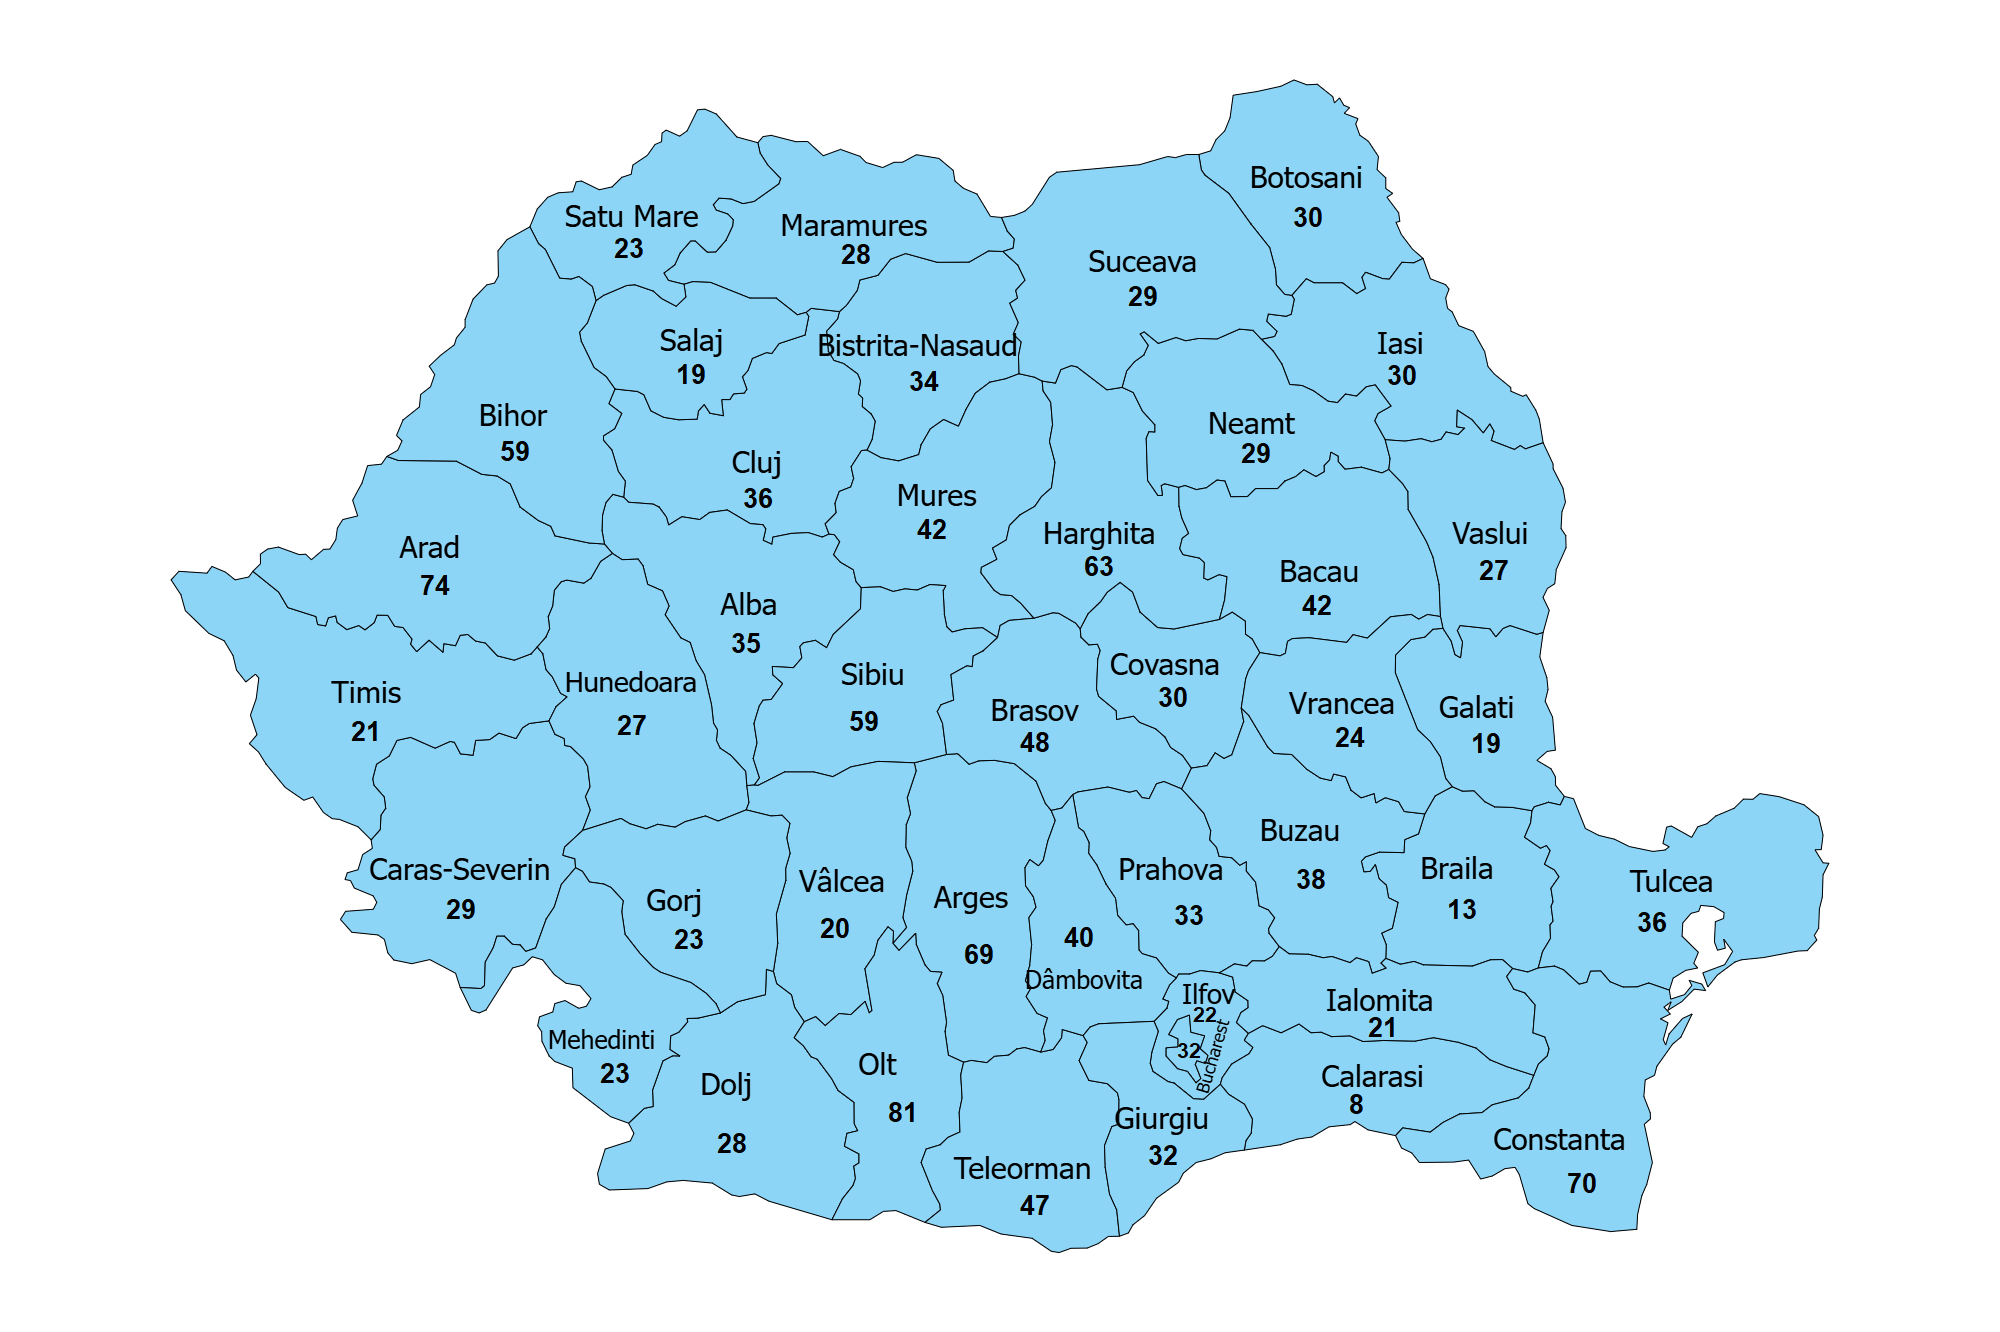 Botosani
30
Satu Mare
23
Maramures
28
Suceava
29
Salaj
19
Bistrita-Nasaud
34
Iasi
30
Bihor
59
Cluj
36
Neamt
29
Mures
42
Harghita
63
Vaslui
27
Arad
74
Bacau
42
Alba
35
Timis
21
Hunedoara
27
Sibiu
59
Covasna
30
Brasov
48
Vrancea
24
Galati
19
Caras-Severin
29
Gorj
23
Vâlcea
20
Arges
69
40
Dâmbovita
Prahova
33
Buzau
38
Braila
13
Tulcea
36
Ilfov
22
32
Bucharest
Ialomita
21
Mehedinti
23
Dolj
28
Olt
81
Calarasi
8
Giurgiu
32
Teleorman
47
Constanta
70